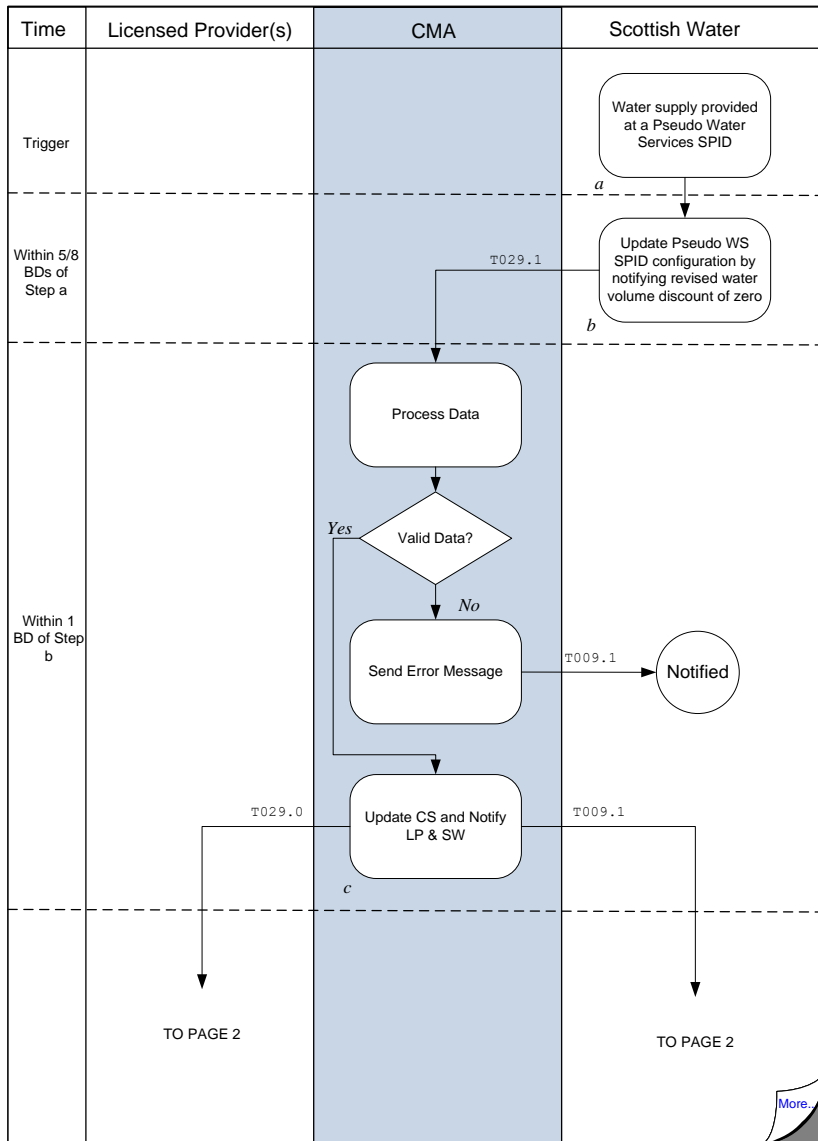 Time
Licensed Provider(s)
CMA
Scottish Water
Trigger
Water supply provided
at a Pseudo Water
Services SPID
a
Within 5/8
BDs of
Step a
T029.1
Update Pseudo WS
SPID configuration by
notifying revised water
volume discount of zero
b
Process Data
Valid Data?
Yes
No
Within 1
BD of Step
b
Send Error Message
T009.1
Notified
T029.0
Update CS and Notify
LP & SW
T009.1
c
TO PAGE 2
TO PAGE 2
More..